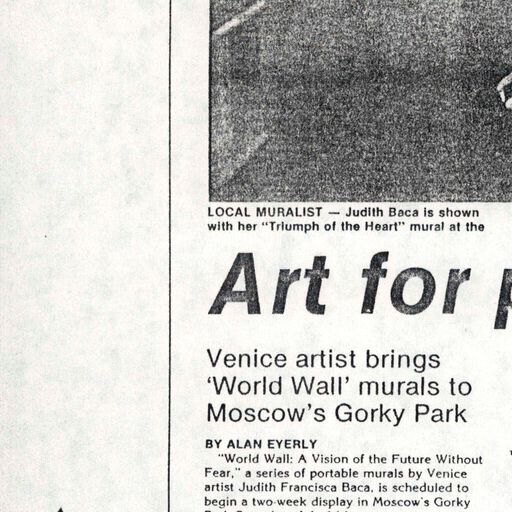 LOCAL MURALIST — Judith Baca is shown
with her "Triumph of the Heart" mural at the
Art for
Venice artist brings
'World Wall' murals to
Moscow's Gorky Park
BY ALAN EYERLY
"World Wall: A Vision of the Future Without
Fear," a series of portable murals by Venice
artist Judith Francisca Baca, is scheduled to
begin a two-week display in Moscow's Gorky